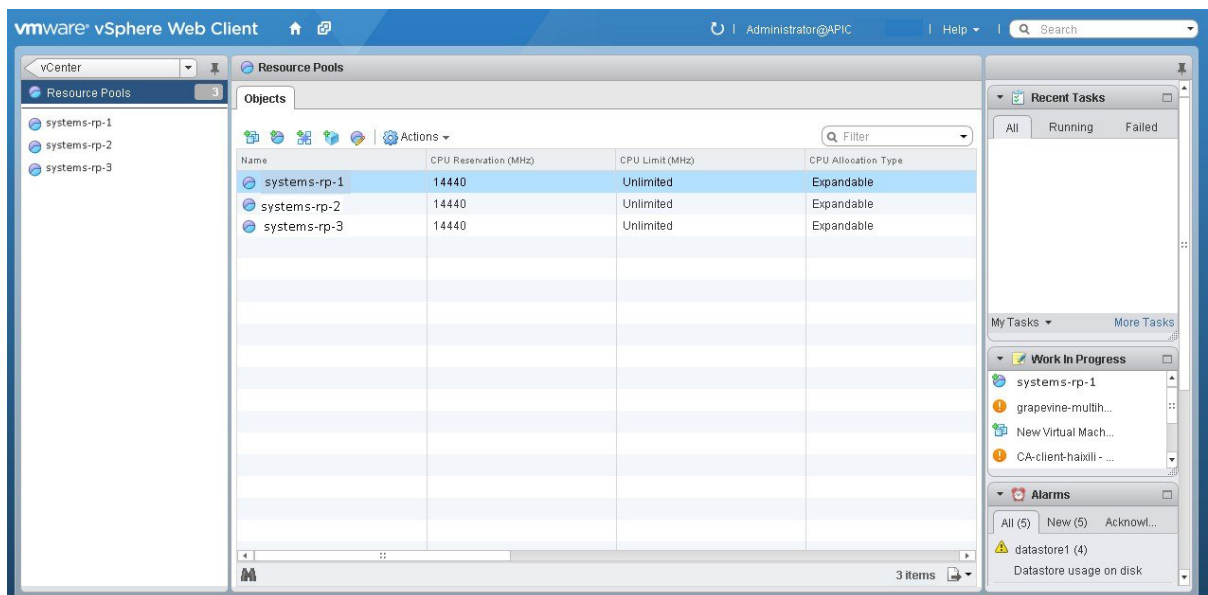 vmware® vSphere Web Client
Administrator@APIC
Help
Search
vCenter
Resource Pools
3
systems-rp-1
systems-rp-2
systems-rp-3
Resource Pools
Objects
Actions
Filter
Name CPU Reservation (MHz) CPU Limit (MHz) CPU Allocation Type
systems-rp-1 14440 Unlimited Expandable
systems-rp-2 14440 Unlimited Expandable
systems-rp-3 14440 Unlimited Expandable
3 items
Recent Tasks
All Running Failed
My Tasks More Tasks
Work In Progress
systems-rp-1
grapevine-multih...
New Virtual Mach...
CA-client-haixili - ...
Alarms
All (5) New (5) Acknowl...
datastore1 (4)
Datastore usage on disk